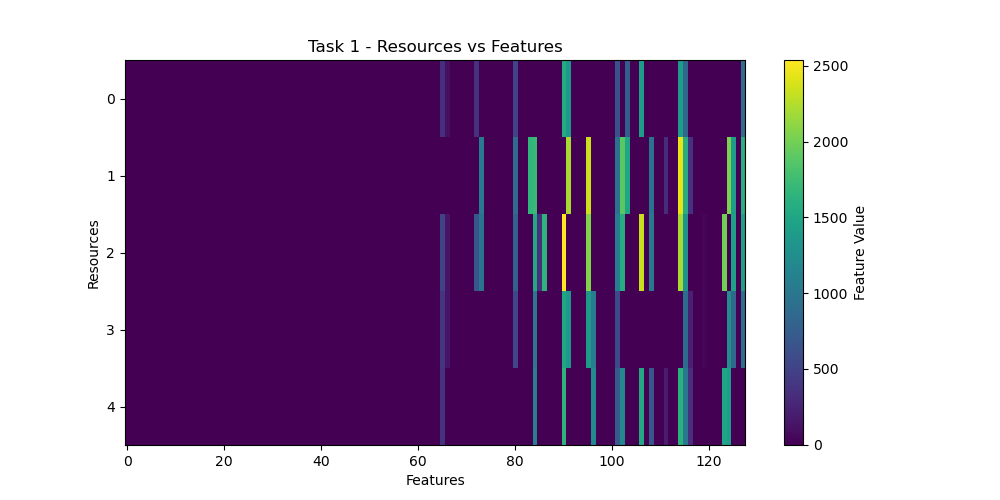 Task 1 - Resources vs Features
Resources
0
1
2
3
4
0 20 40 60 80 100 120
Features
2500
2000
1500
1000
500
0
Feature Value